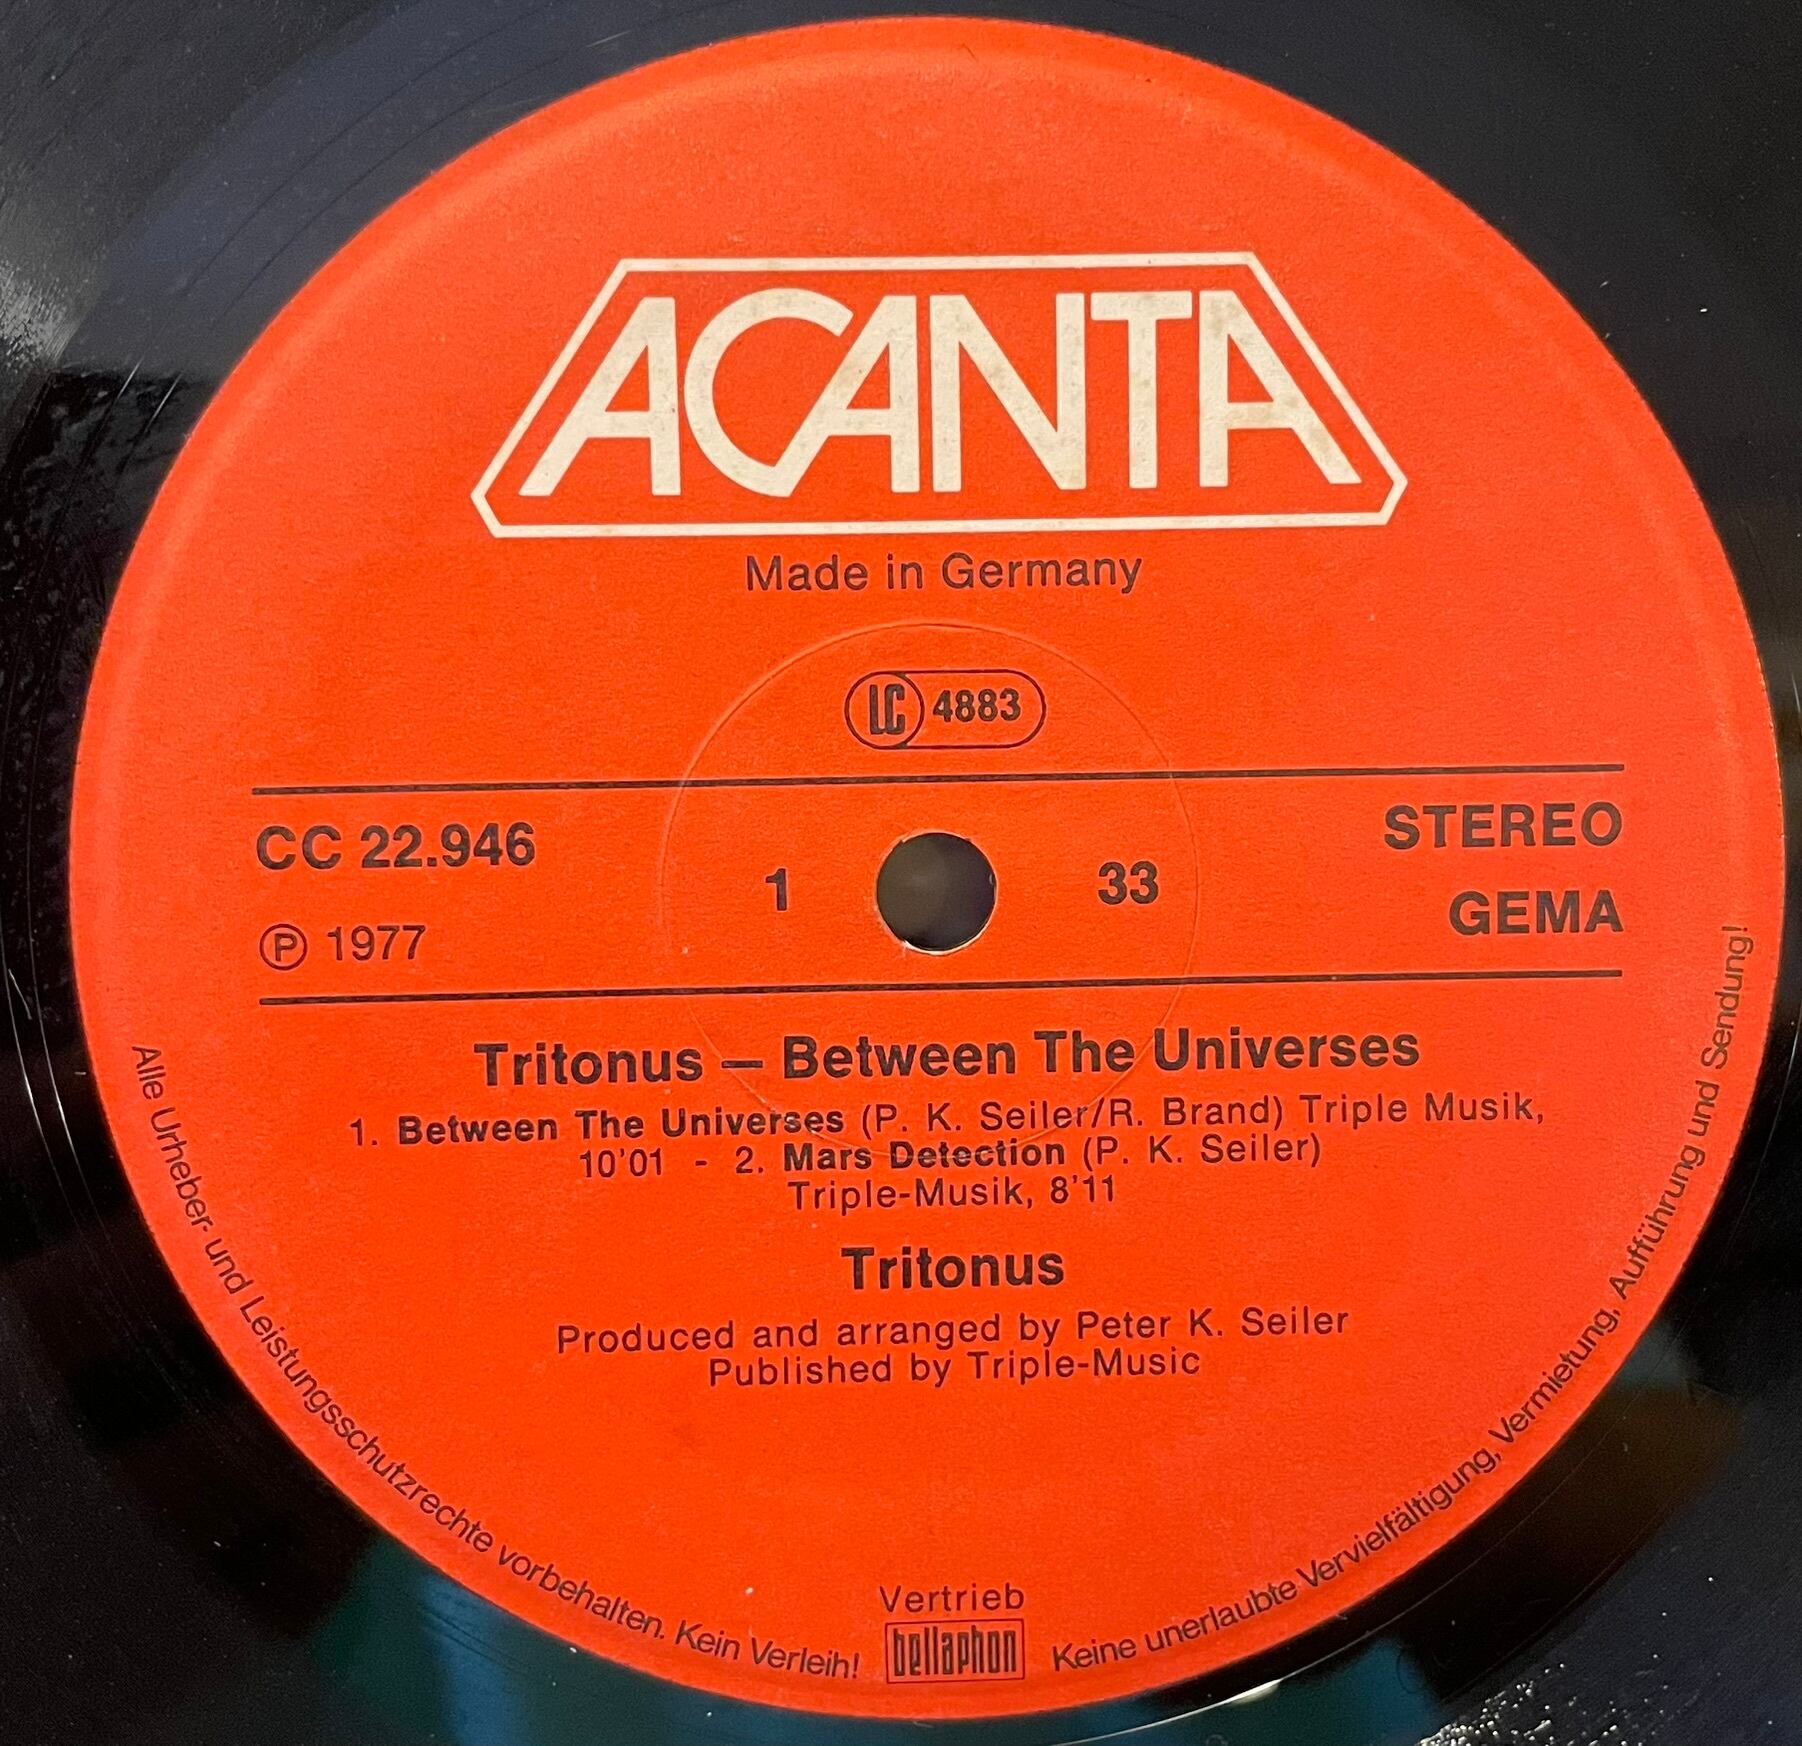 ACANTA
Made in Germany
LC 4883
CC 22.946
STEREO
1
33
GEMA
Ⓟ 1977
Tritonus — Between The Universes
1. Between The Universes (P. K. Seiler/R. Brand) Triple Musik,
10'01 - 2. Mars Detection (P. K. Seiler)
Triple-Musik, 8'11
Tritonus
Produced and arranged by Peter K. Seiler
Published by Triple-Music
Vertrieb
bellaphon
Alle Urheber- und Leistungsschutzrechte vorbehalten. Kein Verleih! Keine unerlaubte Vervielfältigung, Vermietung, Aufführung und Sendung!